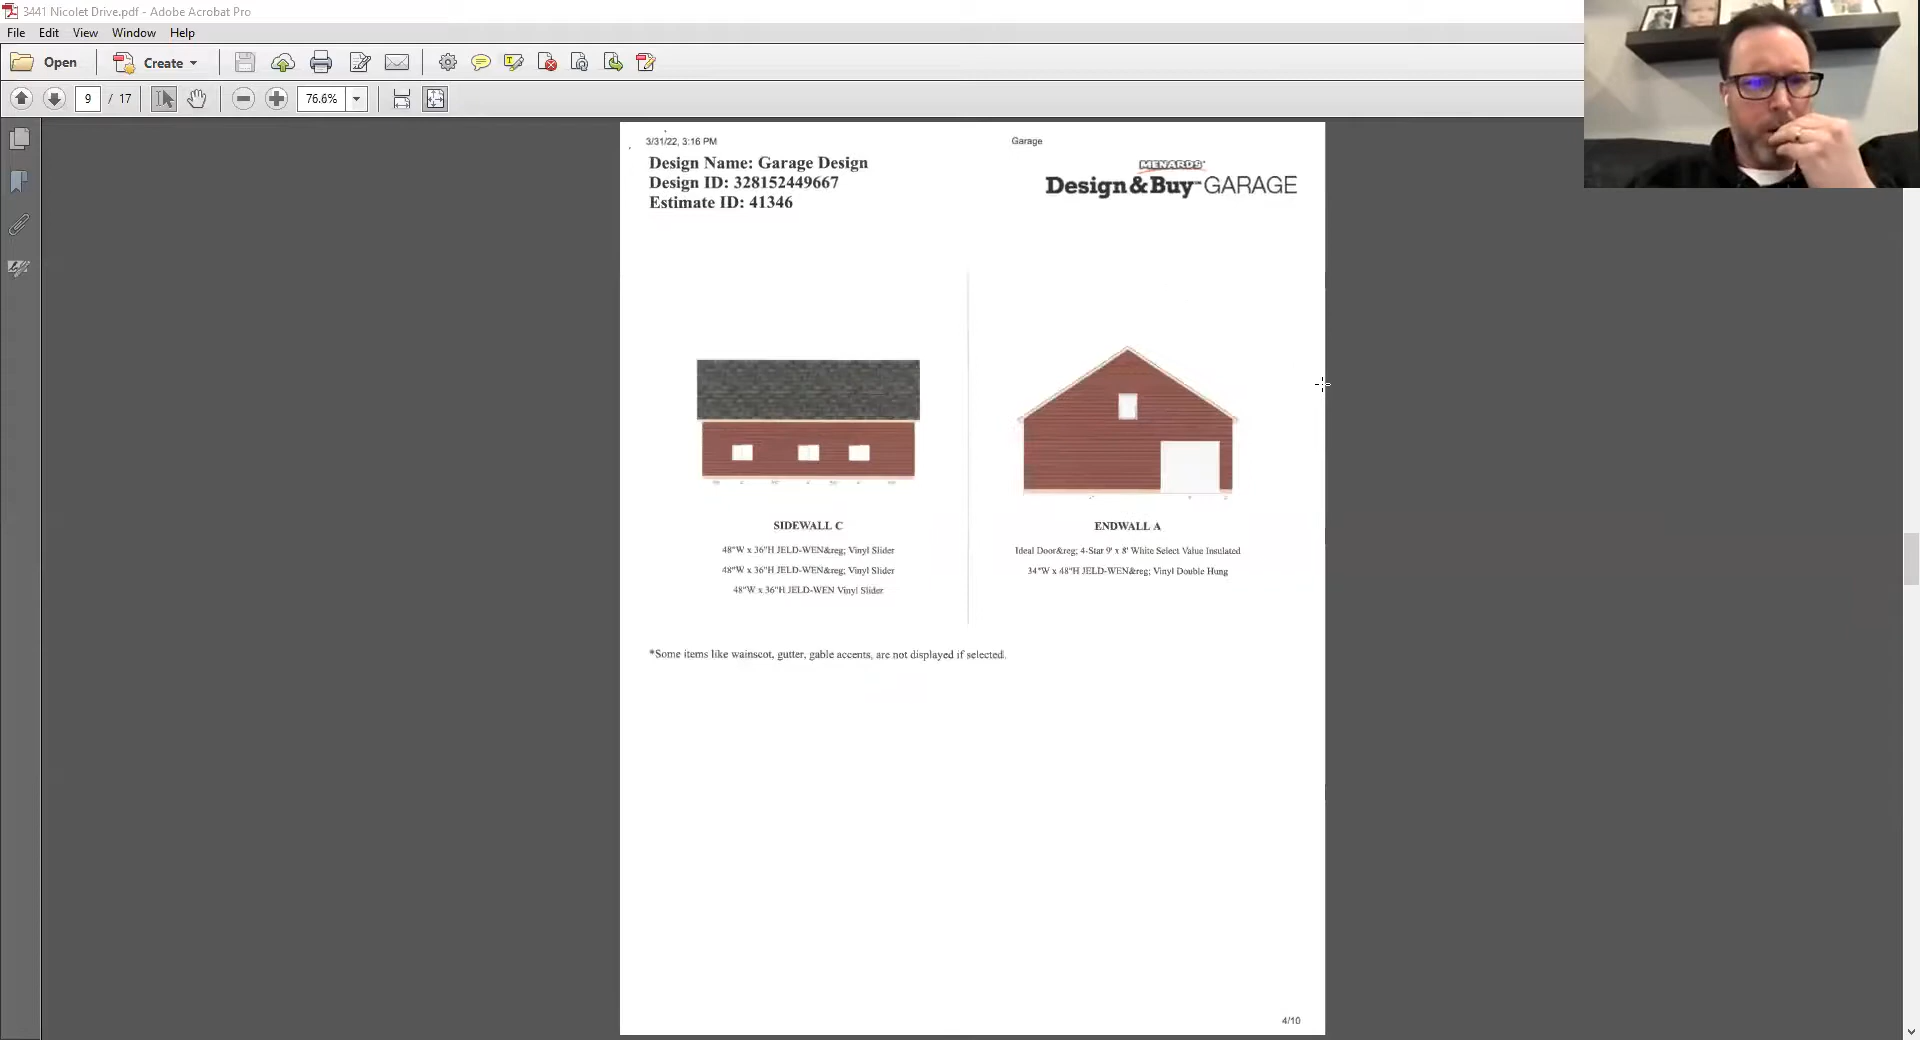 3441 Nicolet Drive.pdf - Adobe Acrobat Pro
File Edit View Window Help
Open Create
9 / 17 76.6%
3/31/22, 3:16 PM Garage
Design Name: Garage Design
Design ID: 328152449667
Estimate ID: 41346
MENARDS
Design&Buy GARAGE
SIDEWALL C
48"W x 36"H JELD-WEN&reg; Vinyl Slider
48"W x 36"H JELD-WEN&reg; Vinyl Slider
48"W x 36"H JELD-WEN Vinyl Slider
ENDWALL A
Ideal Door&reg; 4-Star 9' x 8' White Select Value Insulated
34"W x 48"H JELD-WEN&reg; Vinyl Double Hung
*Some items like wainscot, gutter, gable accents, are not displayed if selected.
4/10